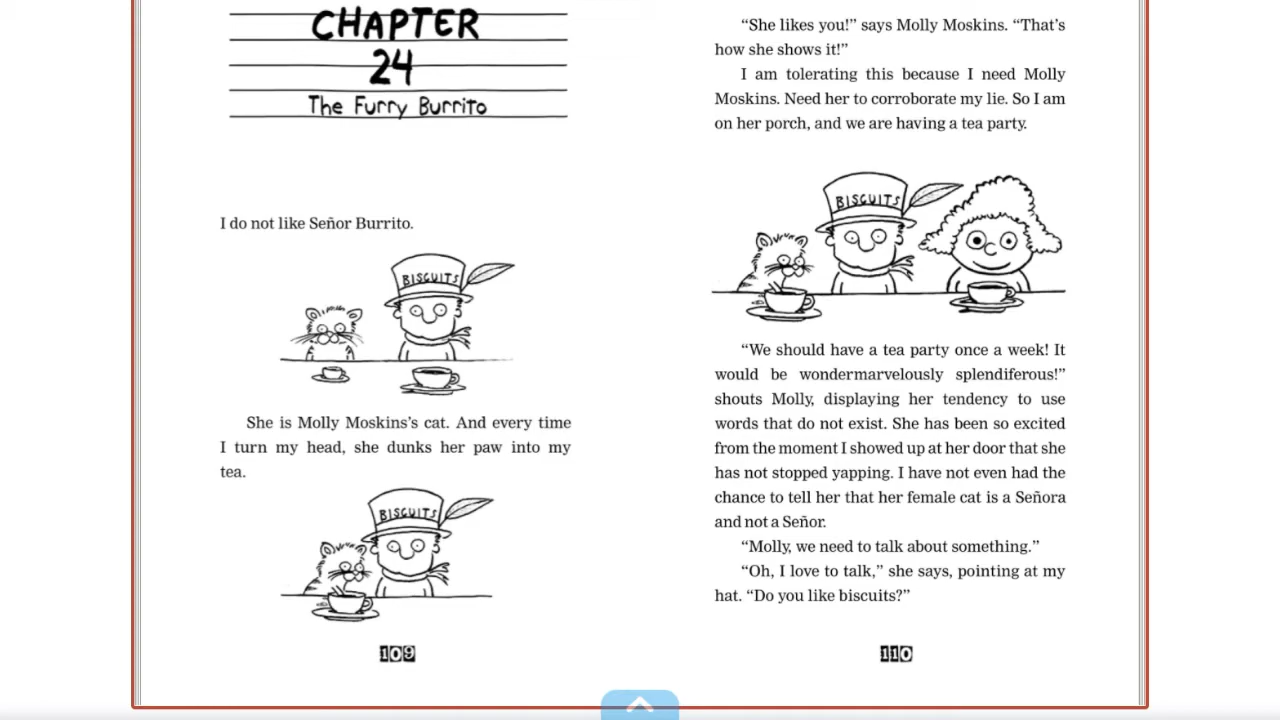 CHAPTER
24
The Furry Burrito
I do not like Señor Burrito.
BISCUITS
She is Molly Moskins’s cat. And every time
I turn my head, she dunks her paw into my
tea.
BISCUITS
109
“She likes you!” says Molly Moskins. “That’s
how she shows it!”
I am tolerating this because I need Molly
Moskins. Need her to corroborate my lie. So I am
on her porch, and we are having a tea party.
BISCUITS
“We should have a tea party once a week! It
would be wondermarvelously splendiferous!”
shouts Molly, displaying her tendency to use
words that do not exist. She has been so excited
from the moment I showed up at her door that she
has not stopped yapping. I have not even had the
chance to tell her that her female cat is a Señora
and not a Señor.
“Molly, we need to talk about something.”
“Oh, I love to talk,” she says, pointing at my
hat. “Do you like biscuits?”
110